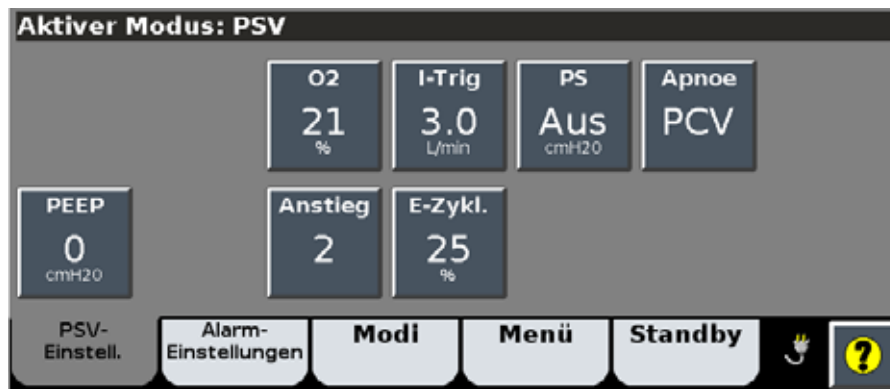 Aktiver Modus: PSV
O2
21
%
I-Trig
3.0
L/min
PS
Aus
cmH20
Apnoe
PCV
PEEP
0
cmH20
Anstieg
2
E-Zykl.
25
%
PSV-
Einstell.
Alarm-
Einstellungen
Modi
Menü
Standby
?